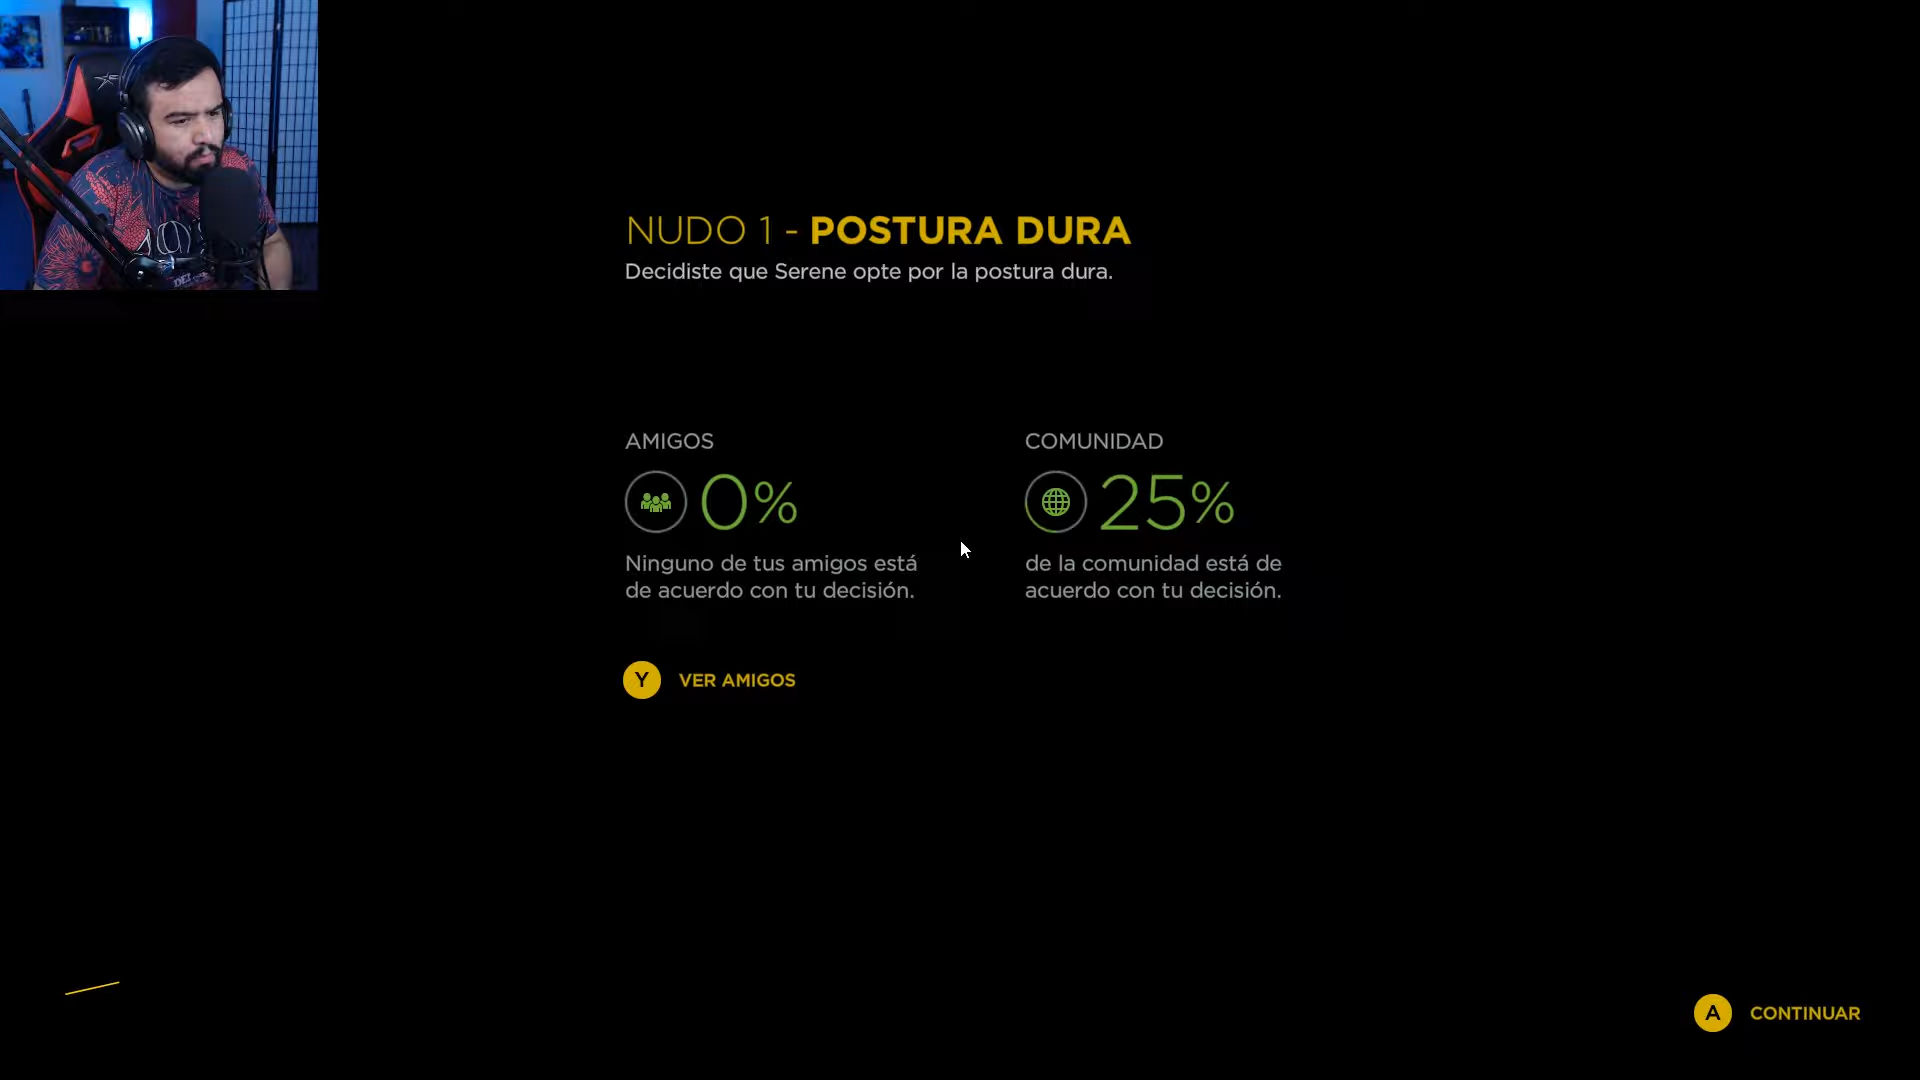 NUDO 1 - POSTURA DURA
Decidiste que Serene opte por la postura dura.
AMIGOS
0%
Ninguno de tus amigos está
de acuerdo con tu decisión.
COMUNIDAD
25%
de la comunidad está de
acuerdo con tu decisión.
Y VER AMIGOS
A CONTINUAR